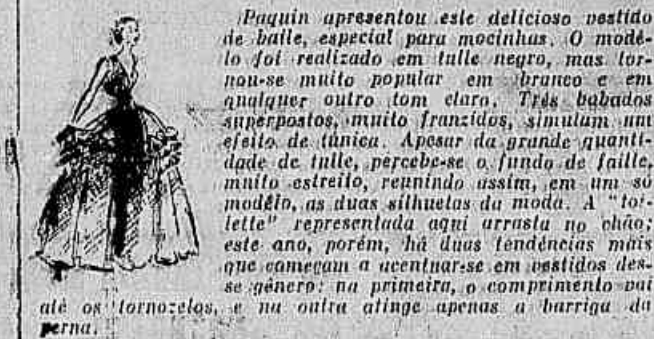 Paquin apresentou este delicioso vestido
de baile, especial para mocinhas. O modê-
lo foi realizado em tulle negro, mas tor-
nou-se muito popular em branco e em
qualquer outro tom claro. Três babados
superpostos, muito franzidos, simulam um
efeito de túnica. Apesar da grande quanti-
dade de tulle, percebe-se o fundo de faille,
muito estreito, reunindo assim, em um só
modêlo, as duas silhuetas da moda. A "toi-
lette" representada aqui arrasta no chão;
este ano, porém, há duas tendências mais
que começam a acentuar-se em vestidos des-
se gênero: na primeira, o comprimento vai
até os tornozelos, e na outra atinge apenas a barriga da
perna.